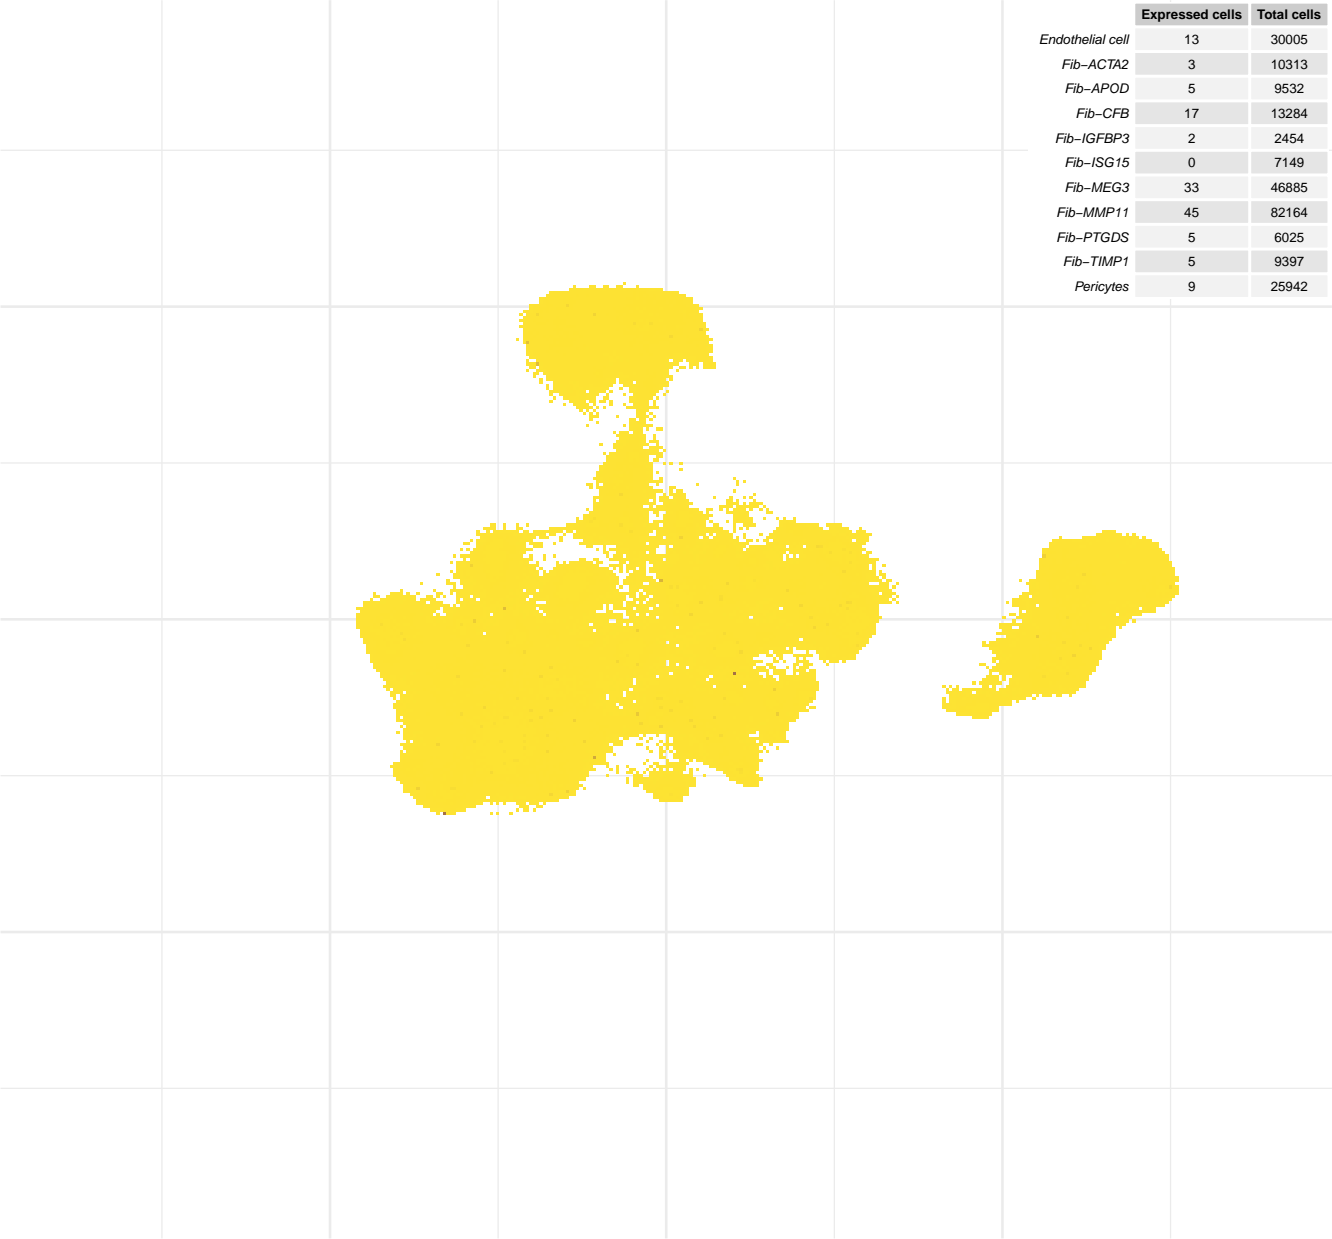 Expressed cells Total cells
Endothelial cell 13 30005
Fib−ACTA2 3 10313
Fib−APOD 5 9532
Fib−CFB 17 13284
Fib−IGFBP3 2 2454
Fib−ISG15 0 7149
Fib−MEG3 33 46885
Fib−MMP11 45 82164
Fib−PTGDS 5 6025
Fib−TIMP1 5 9397
Pericytes 9 25942